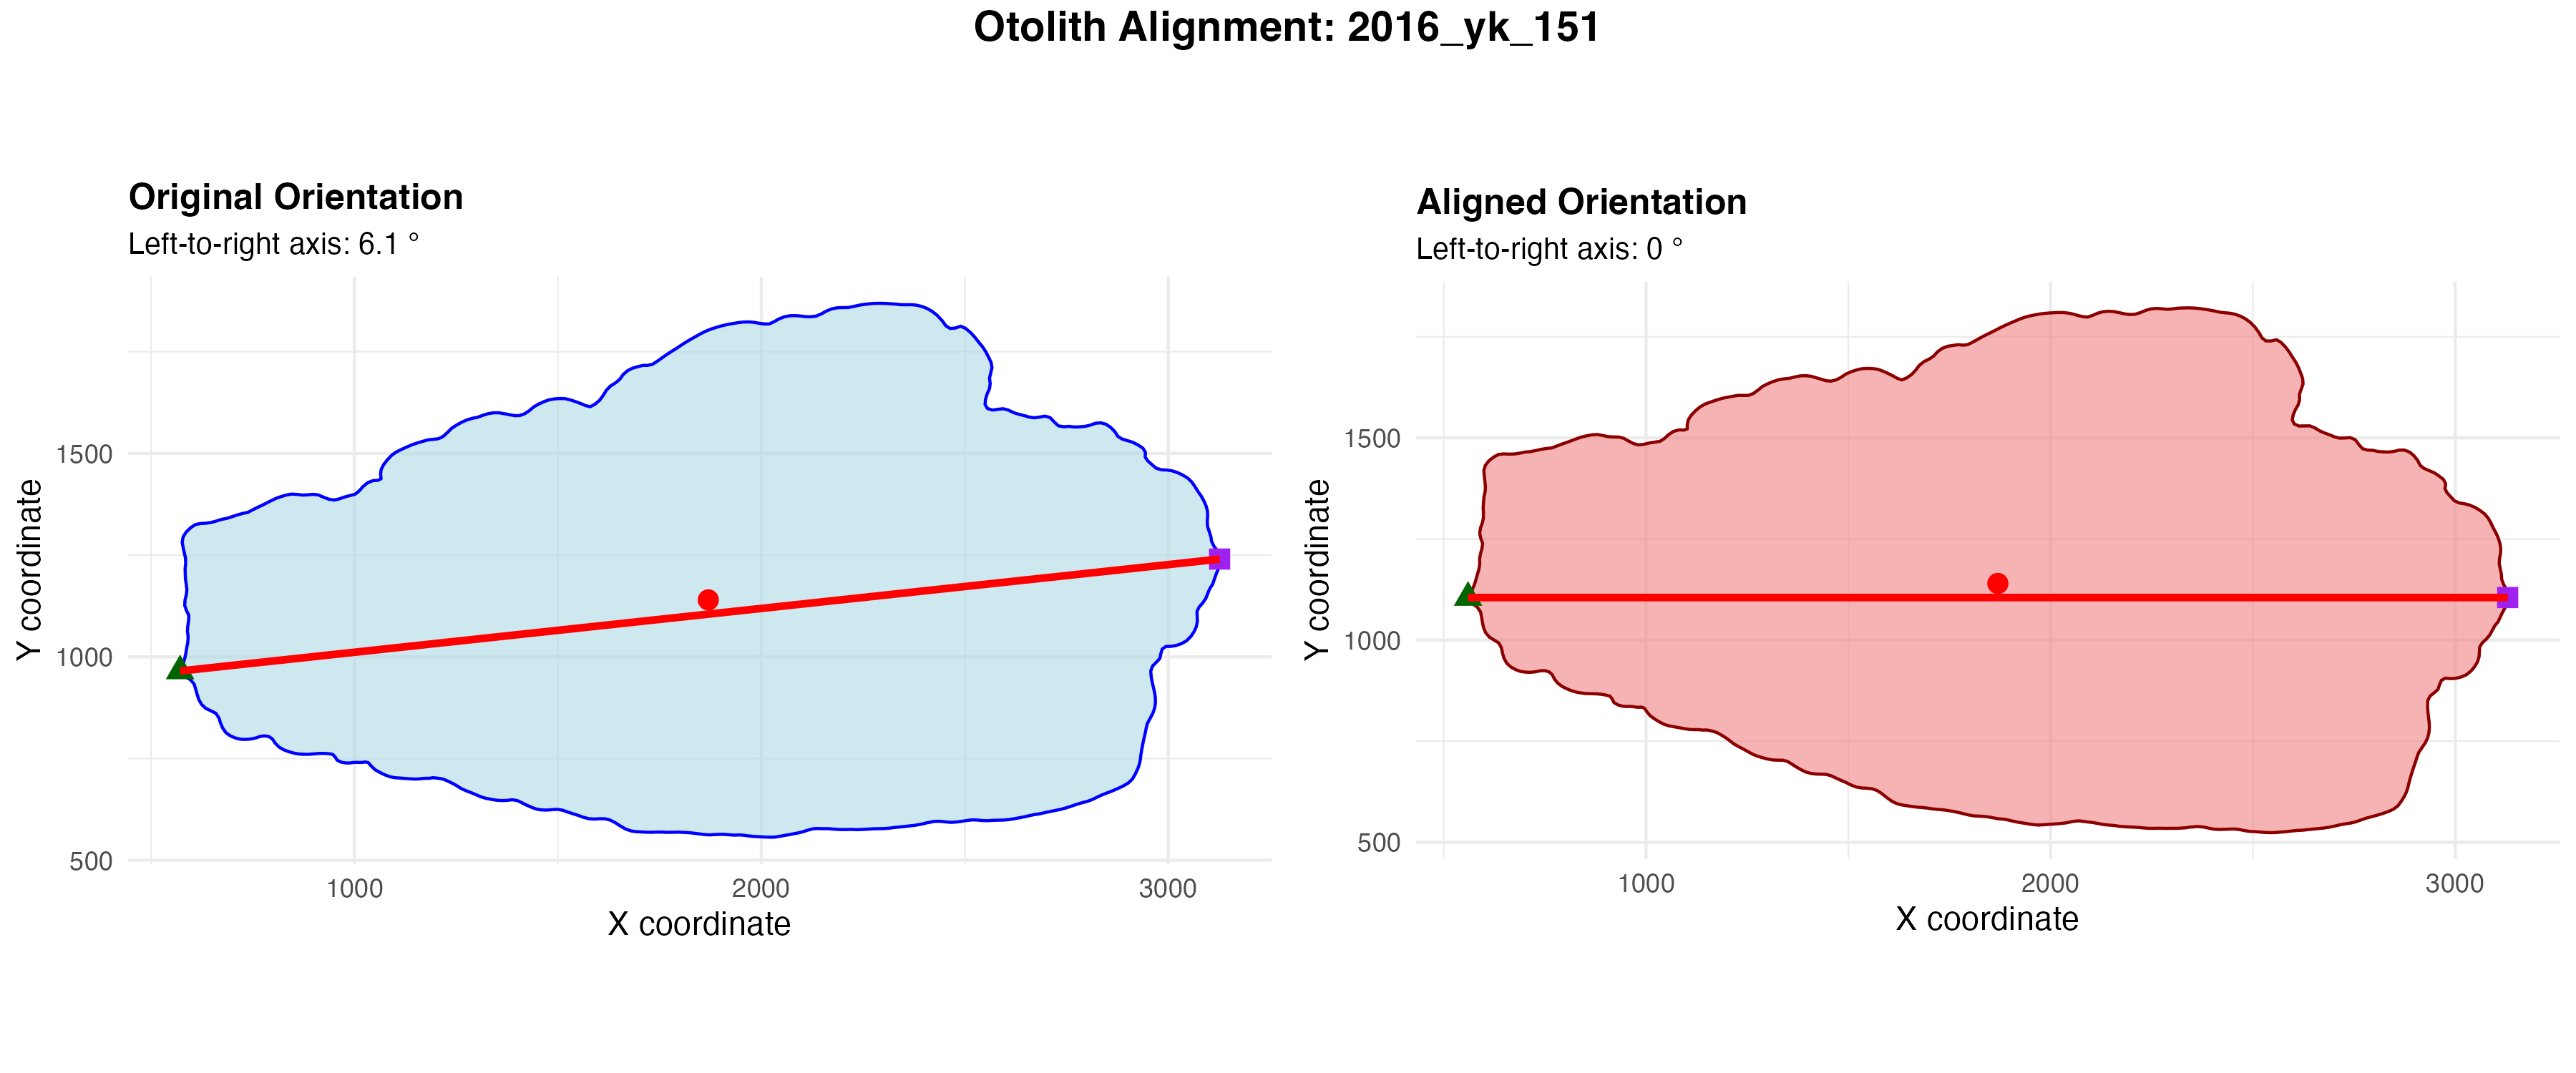 Otolith Alignment: 2016_yk_151
Original Orientation
Left-to-right axis: 6.1 °
Y coordinate
1500
1000
500
1000
2000
3000
X coordinate
Aligned Orientation
Left-to-right axis: 0 °
Y coordinate
1500
1000
500
1000
2000
3000
X coordinate